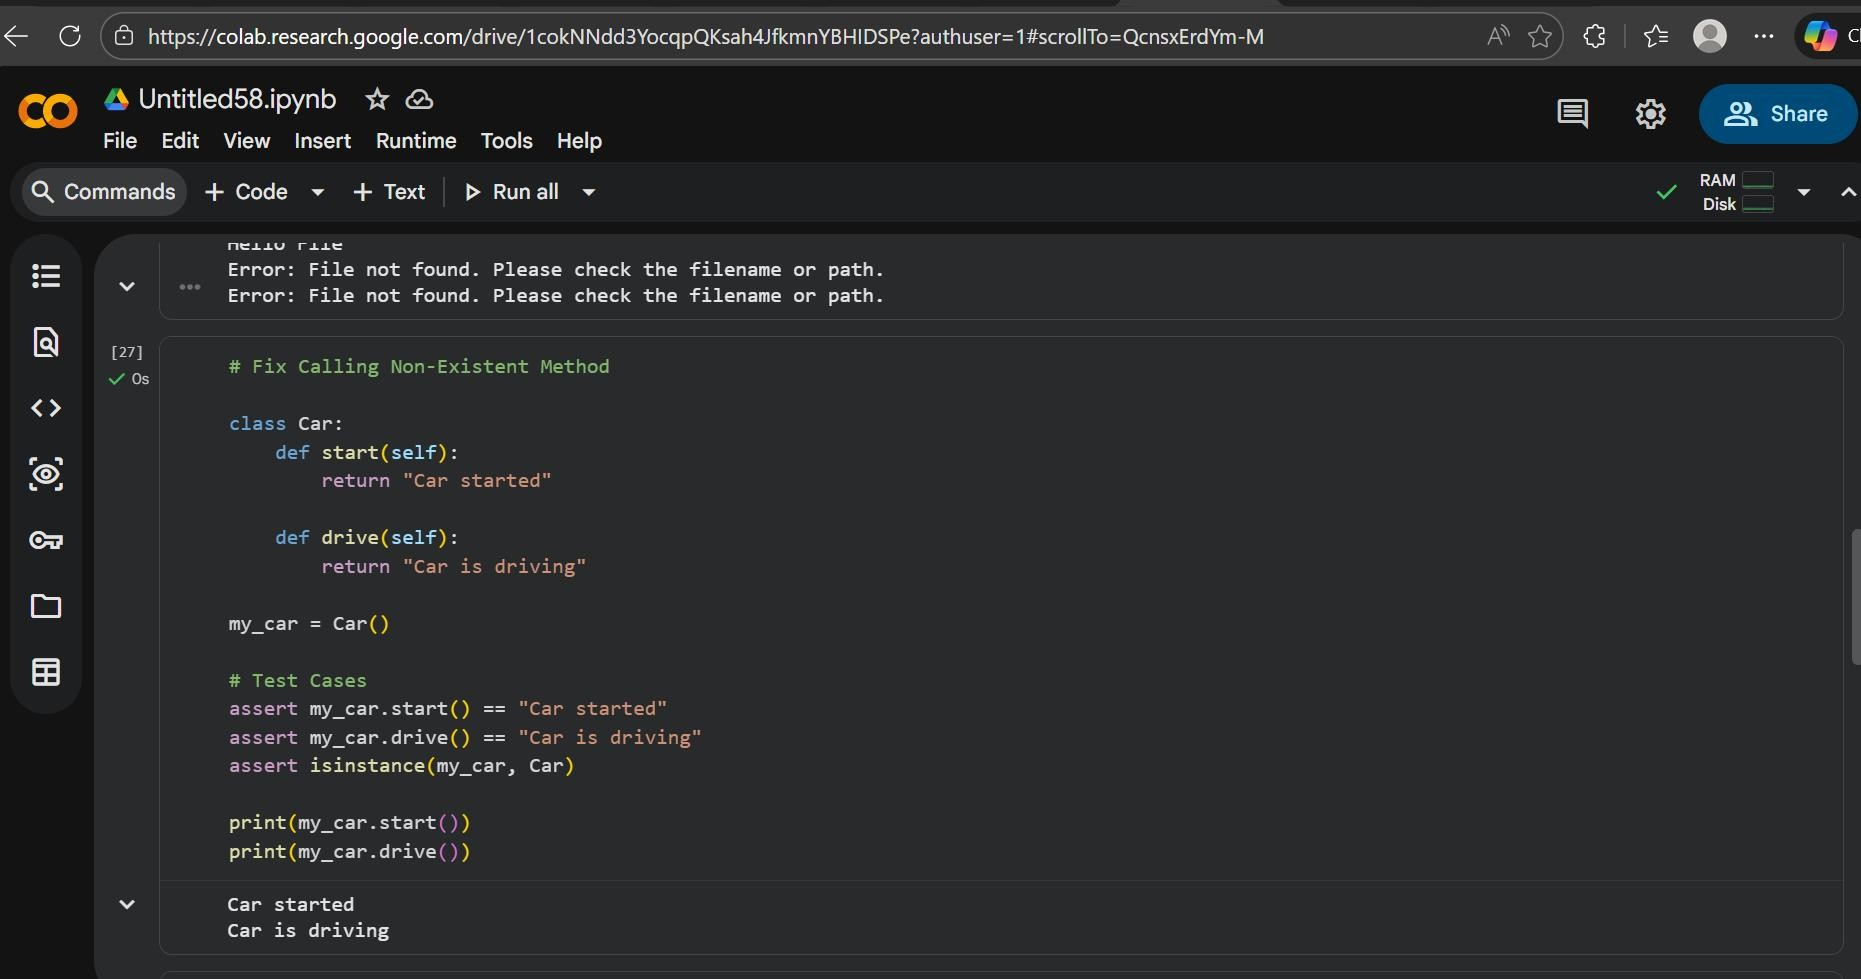 https://colab.research.google.com/drive/1cokNNdd3YocqpQKsah4JfkmnYBHIDSPe?authuser=1#scrollTo=QcnsxErdYm-M
Untitled58.ipynb
File Edit View Insert Runtime Tools Help
Share
Commands + Code + Text Run all
RAM
Disk
Hello File
Error: File not found. Please check the filename or path.
Error: File not found. Please check the filename or path.
[27]
0s
# Fix Calling Non-Existent Method
class Car:
def start(self):
return "Car started"
def drive(self):
return "Car is driving"
my_car = Car()
# Test Cases
assert my_car.start() == "Car started"
assert my_car.drive() == "Car is driving"
assert isinstance(my_car, Car)
print(my_car.start())
print(my_car.drive())
Car started
Car is driving